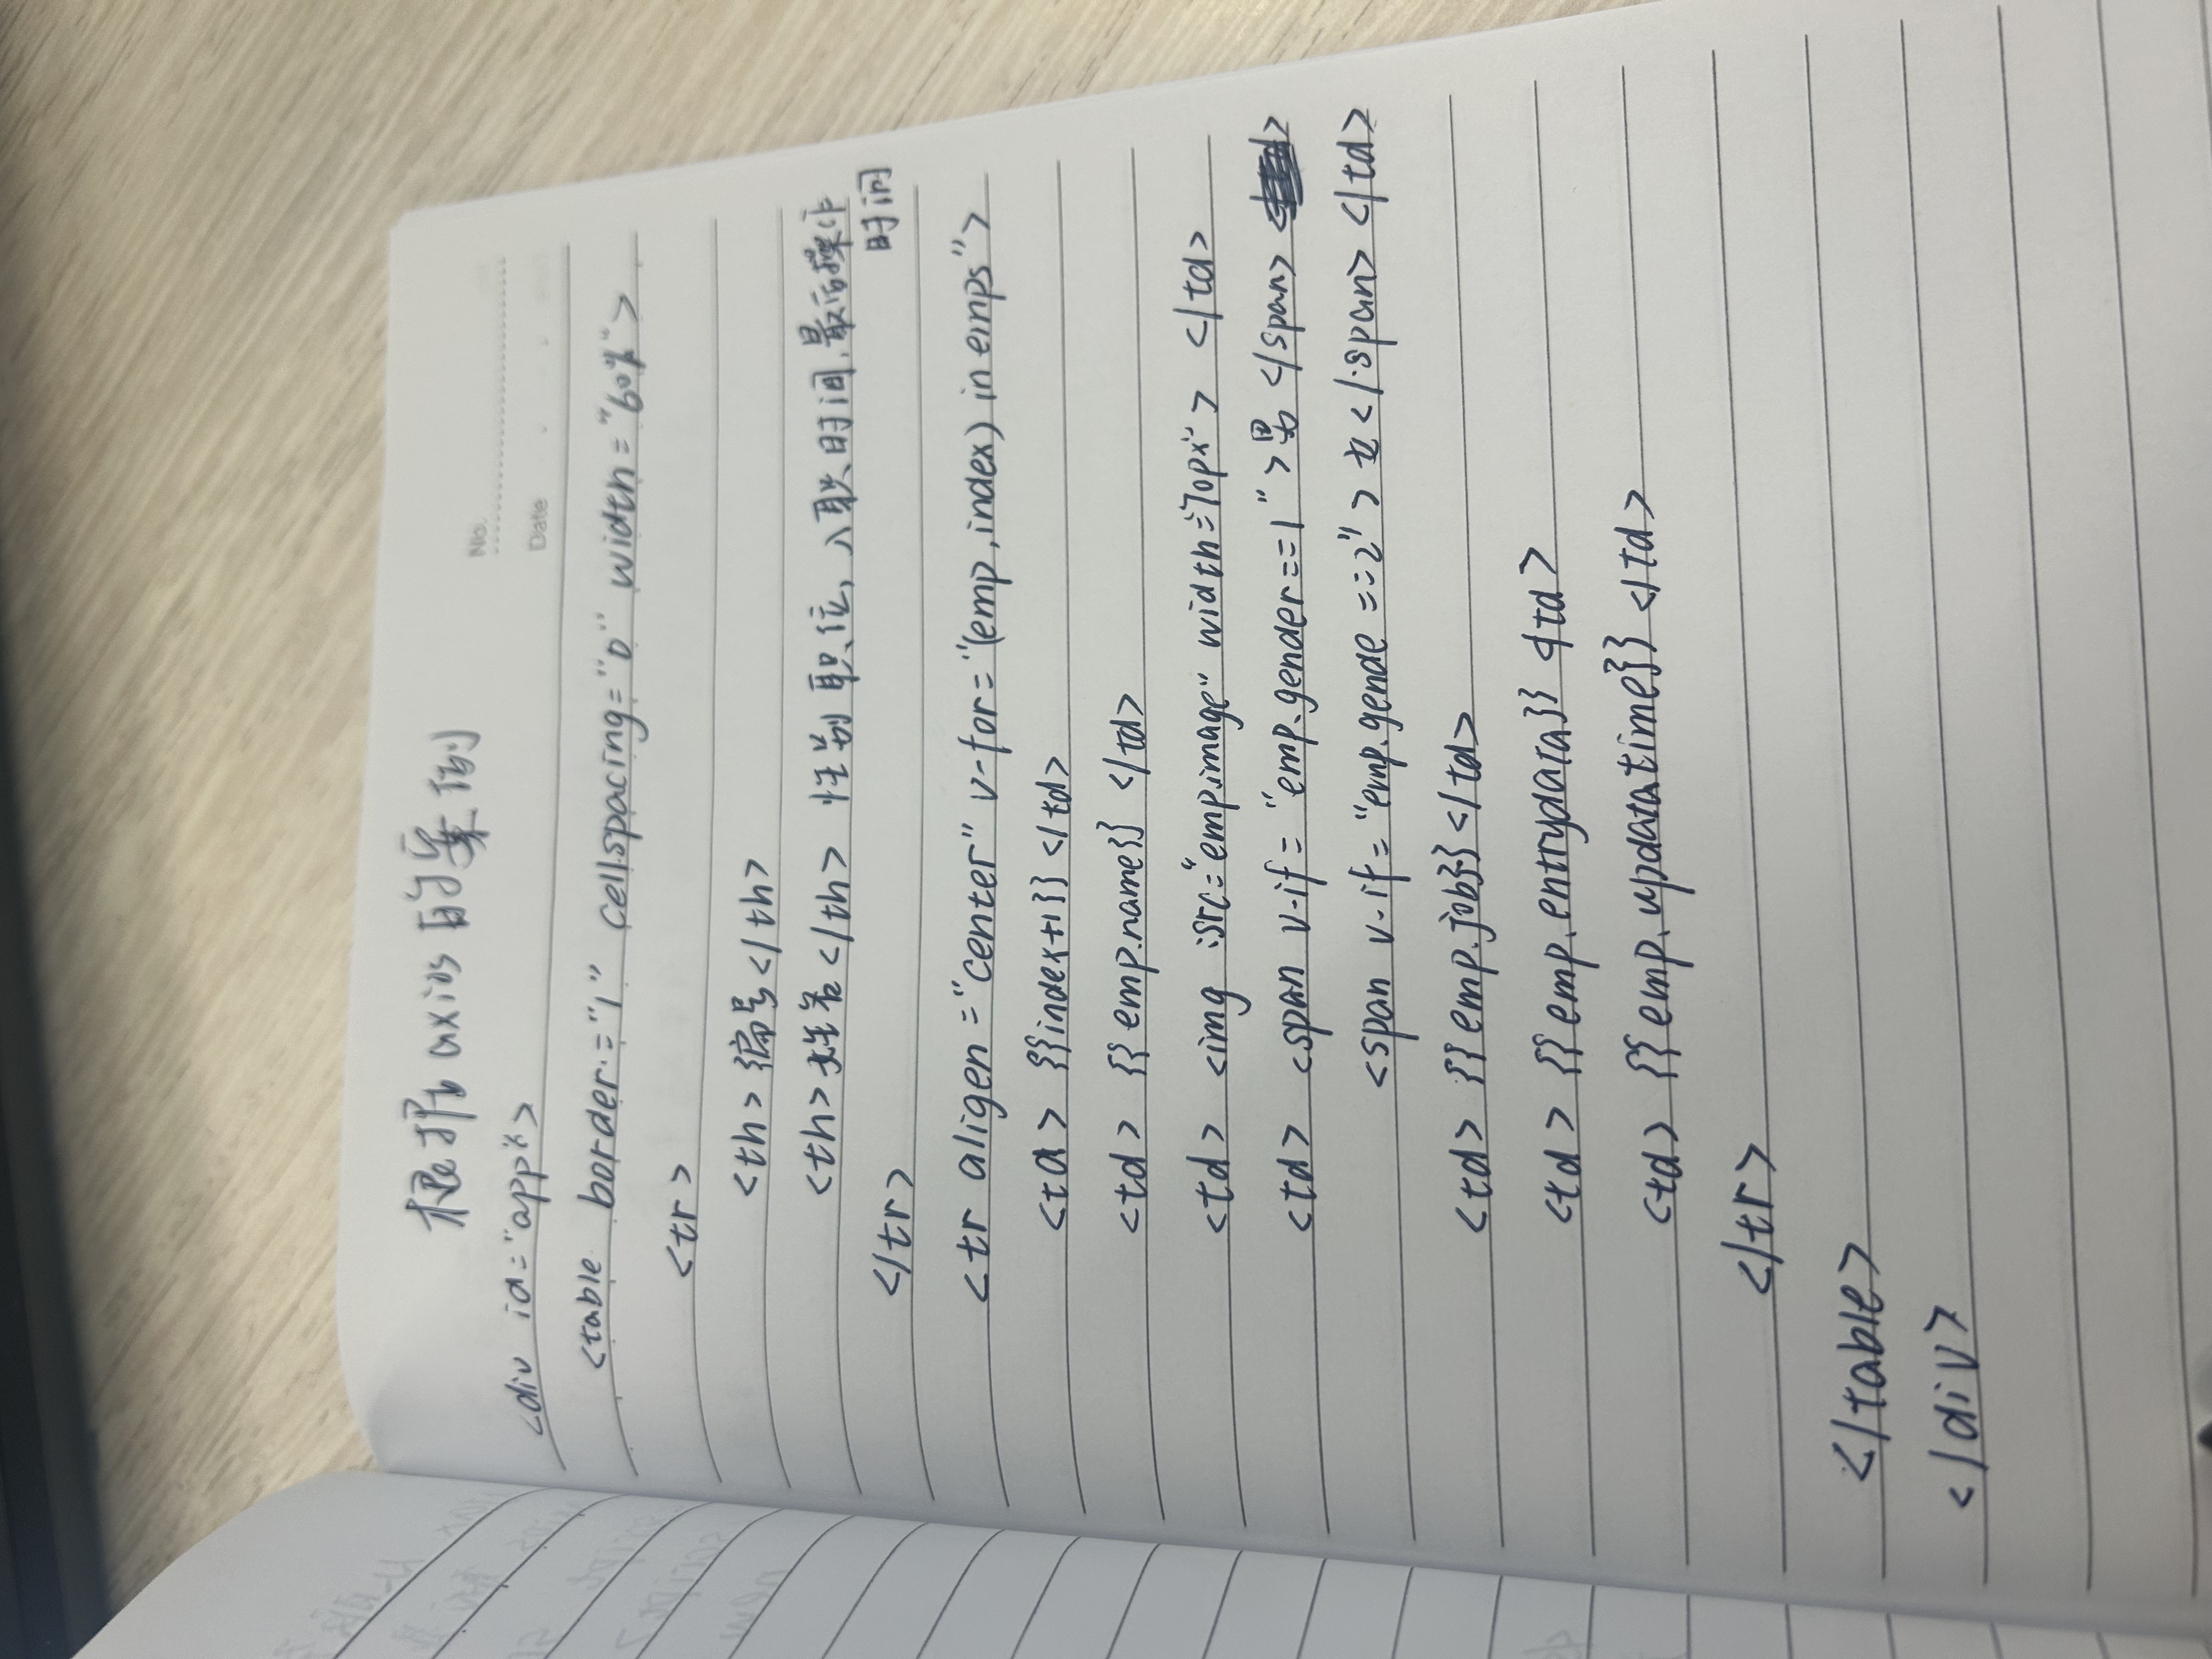 根据axios的案例
No.
<div id="app">
Date
<table border="1" cellspacing="0" width="60%">
<tr>
<th>编号</th>
<th>姓名</th> 性别 职位, 入职时间, 最后操作
时间
</tr>
<tr aligen="center" v-for="(emp,index) in emps">
<td> {{index+1}} </td>
<td> {{emp.name}} </td>
<td> <img :src="emp.image" width="70px"> </td>
<td> <span v-if="emp.gender==1">男</span>
<span v-if="emp.gende==2">女</span> </td>
<td> {{emp.job}} </td>
<td> {{emp.entrydata}} </td>
<td> {{emp.updatatime}} </td>
</tr>
</table>
</div>